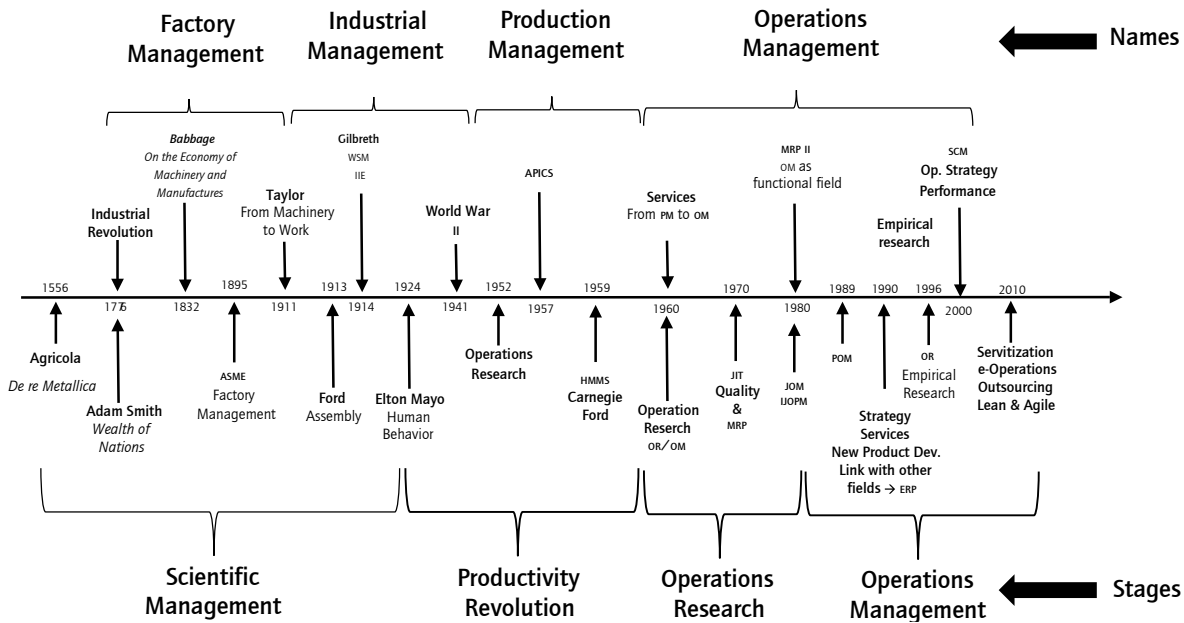 Factory
Management
Industrial
Management
Production
Management
Operations
Management
Names
Babbage
On the Economy of
Machinery and
Manufactures
Gilbreth
WSM
IIE
APICS
MRP II
OM as
functional field
SCM
Op. Strategy
Performance
Industrial
Revolution
Taylor
From Machinery
to Work
World War
II
Services
From PM to OM
Empirical
research
1556
1895
1913
1924
1952
1959
1970
1989
1990
1996
2010
1776
1832
1911
1914
1941
1957
1960
1980
2000
Agricola
De re Metallica
Adam Smith
Wealth of
Nations
ASME
Factory
Management
Ford
Assembly
Elton Mayo
Human
Behavior
Operations
Research
HMMS
Carnegie
Ford
Operation
Reserch
OR/OM
JIT
Quality
&
MRP
JOM
IJOPM
POM
Strategy
Services
New Product Dev.
Link with other
fields → ERP
OR
Empirical
Research
Servitization
e-Operations
Outsourcing
Lean & Agile
Scientific
Management
Productivity
Revolution
Operations
Research
Operations
Management
Stages